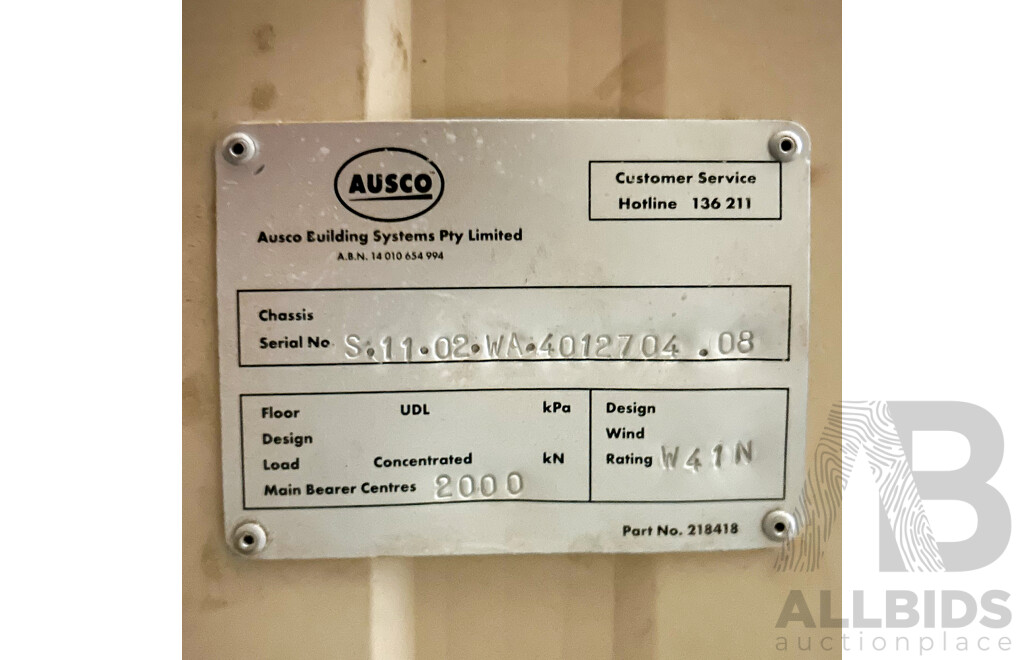 AUSCO
Customer Service
Hotline 136 211
Ausco Building Systems Pty Limited
A.B.N. 14 010 654 994
Chassis
Serial No. S.11.02.WA.4012704.08
Floor UDL kPa
Design
Load Concentrated kN
Main Bearer Centres 2000
Design
Wind
Rating W41N
Part No. 218418
AB
ALLBIDS
auctionplace